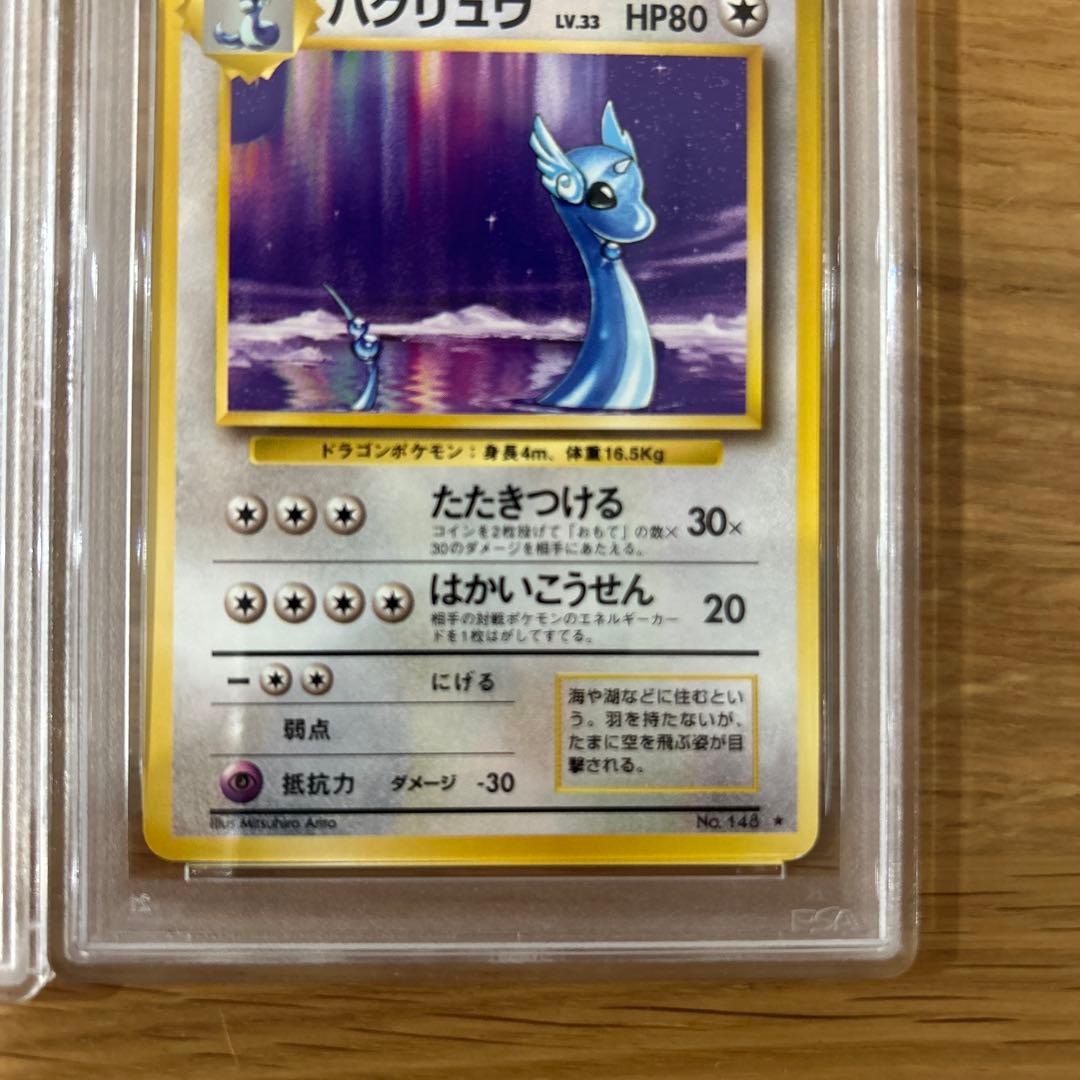 ハクリュウ LV.33 HP80
ドラゴンポケモン：身長4m、体重16.5Kg
たたきつける 30×
コインを2枚投げて「おもて」の数×
30のダメージを相手にあたえる。
はかいこうせん 20
相手の対戦ポケモンのエネルギーカー
ドを1枚はがしてすてる。
にげる
弱点
抵抗力 ダメージ -30
海や湖などに住むとい
う。羽を持たないが、
たまに空を飛ぶ姿が目
撃される。
Illus. Mitsuhiro Arita
No. 148 ★
PSA